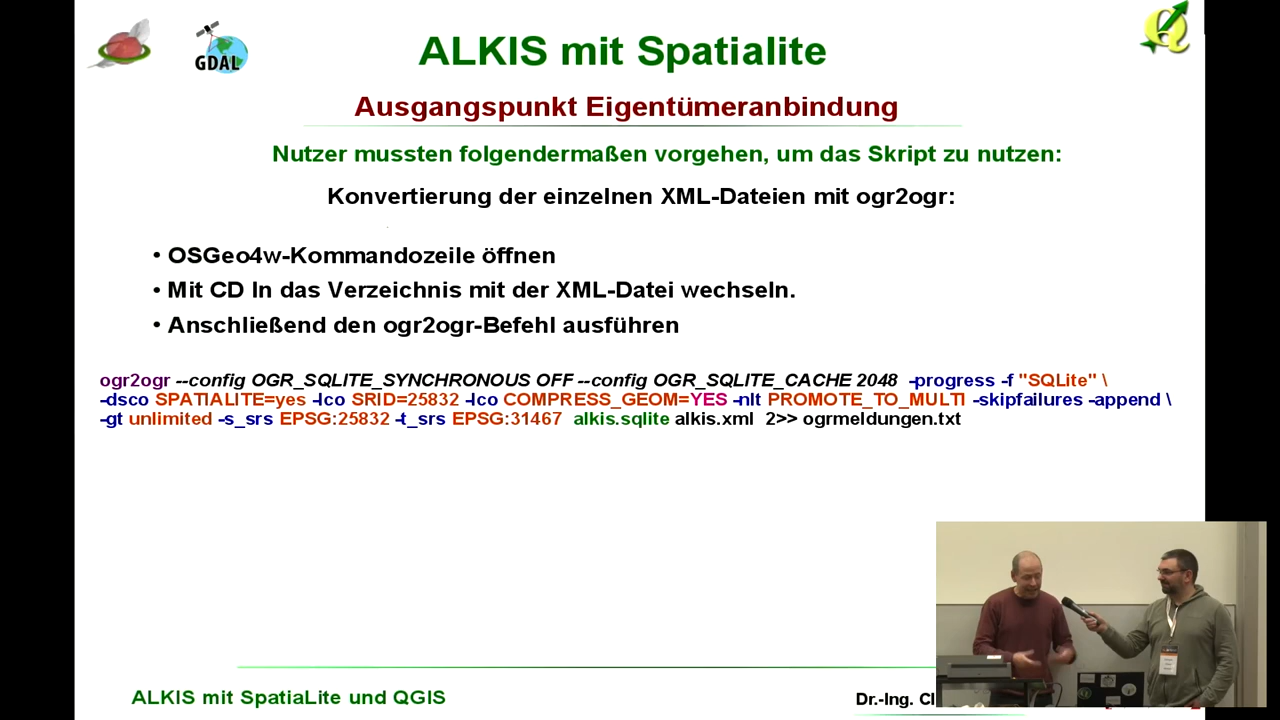 GDAL
ALKIS mit Spatialite
Ausgangspunkt Eigentümeranbindung
Nutzer mussten folgendermaßen vorgehen, um das Skript zu nutzen:
Konvertierung der einzelnen XML-Dateien mit ogr2ogr:
• OSGeo4w-Kommandozeile öffnen
• Mit CD In das Verzeichnis mit der XML-Datei wechseln.
• Anschließend den ogr2ogr-Befehl ausführen
ogr2ogr --config OGR_SQLITE_SYNCHRONOUS OFF --config OGR_SQLITE_CACHE 2048 -progress -f "SQLite" \
-dsco SPATIALITE=yes -lco SRID=25832 -lco COMPRESS_GEOM=YES -nlt PROMOTE_TO_MULTI -skipfailures -append \
-gt unlimited -s_srs EPSG:25832 -t_srs EPSG:31467 alkis.sqlite alkis.xml 2>> ogrmeldungen.txt
ALKIS mit SpatiaLite und QGIS
Dr.-Ing. Cl